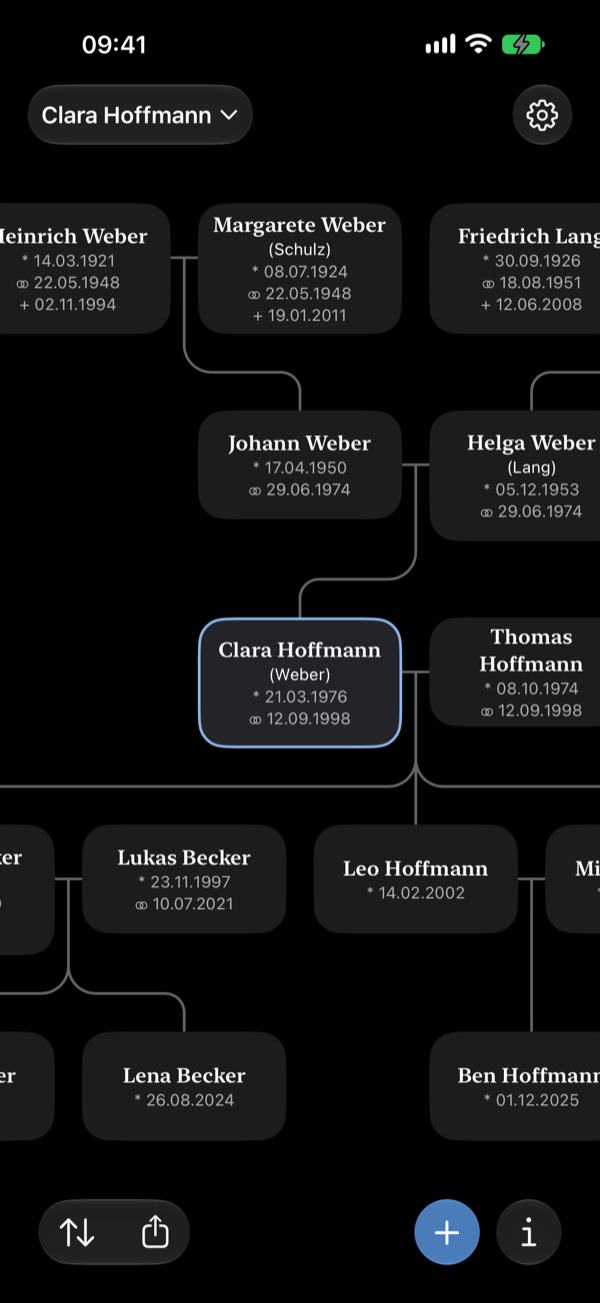 09:41
Clara Hoffmann
Heinrich Weber
* 14.03.1921
⚭ 22.05.1948
+ 02.11.1994
Margarete Weber
(Schulz)
* 08.07.1924
⚭ 22.05.1948
+ 19.01.2011
Friedrich Lang
* 30.09.1926
⚭ 18.08.1951
+ 12.06.2008
Johann Weber
* 17.04.1950
⚭ 29.06.1974
Helga Weber
(Lang)
* 05.12.1953
⚭ 29.06.1974
Clara Hoffmann
(Weber)
* 21.03.1976
⚭ 12.09.1998
Thomas
Hoffmann
* 08.10.1974
⚭ 12.09.1998
Lukas Becker
* 23.11.1997
⚭ 10.07.2021
Leo Hoffmann
* 14.02.2002
Lena Becker
* 26.08.2024
Ben Hoffmann
* 01.12.2025